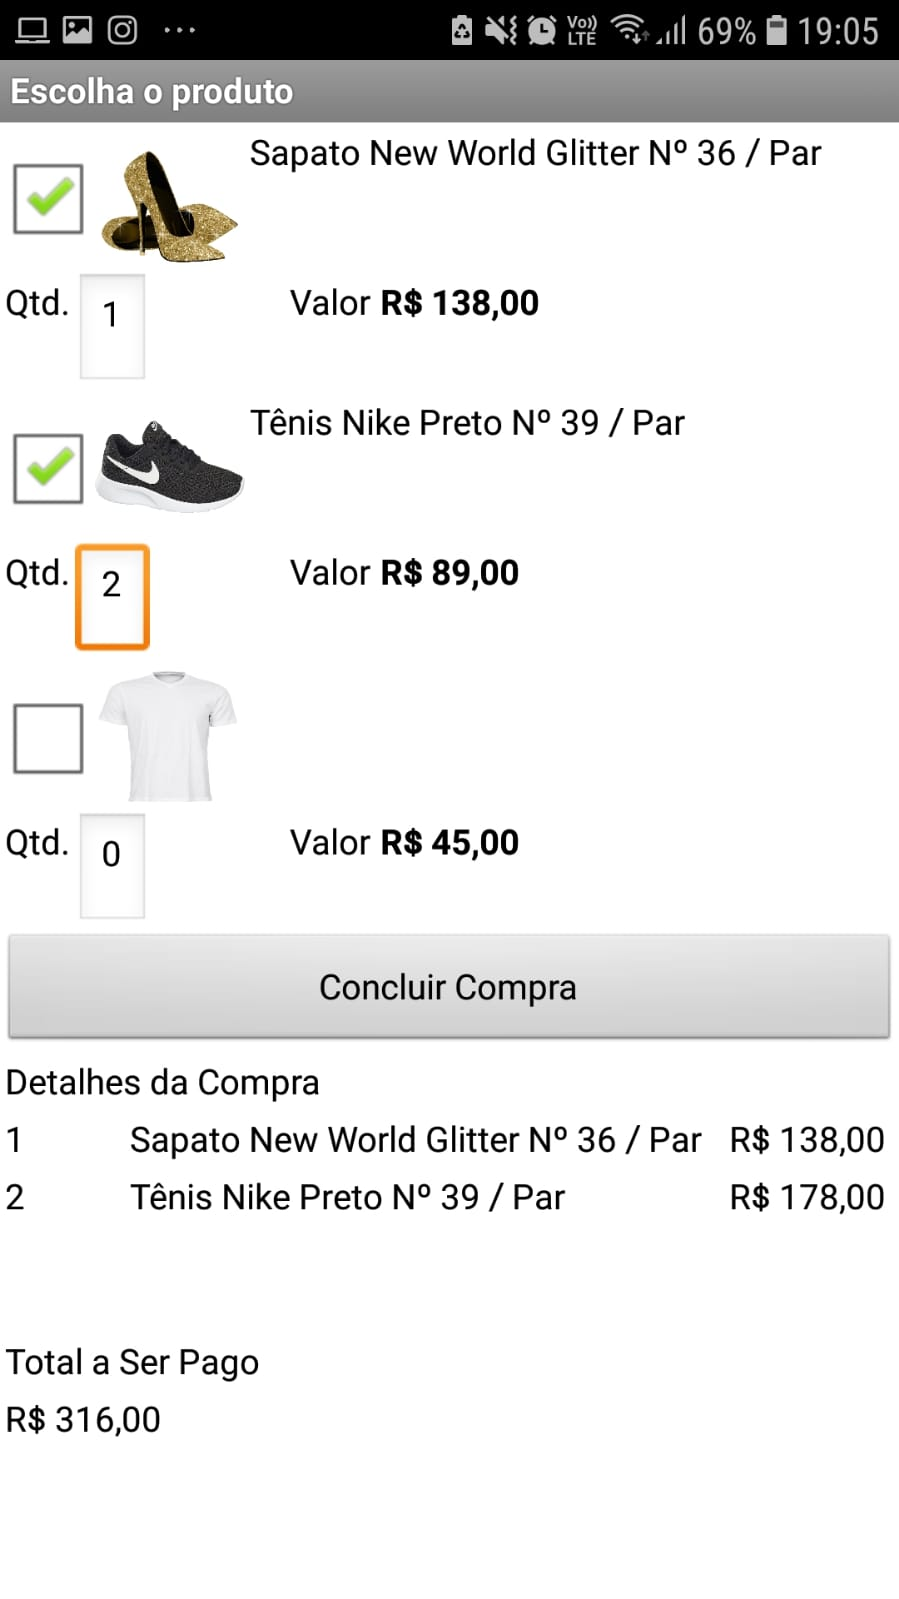 Vo)) LTE 69% 19:05
Escolha o produto
Sapato New World Glitter Nº 36 / Par
Qtd. 1 Valor R$ 138,00
Tênis Nike Preto Nº 39 / Par
Qtd. 2 Valor R$ 89,00
Qtd. 0 Valor R$ 45,00
Concluir Compra
Detalhes da Compra
1 Sapato New World Glitter Nº 36 / Par R$ 138,00
2 Tênis Nike Preto Nº 39 / Par R$ 178,00
Total a Ser Pago
R$ 316,00